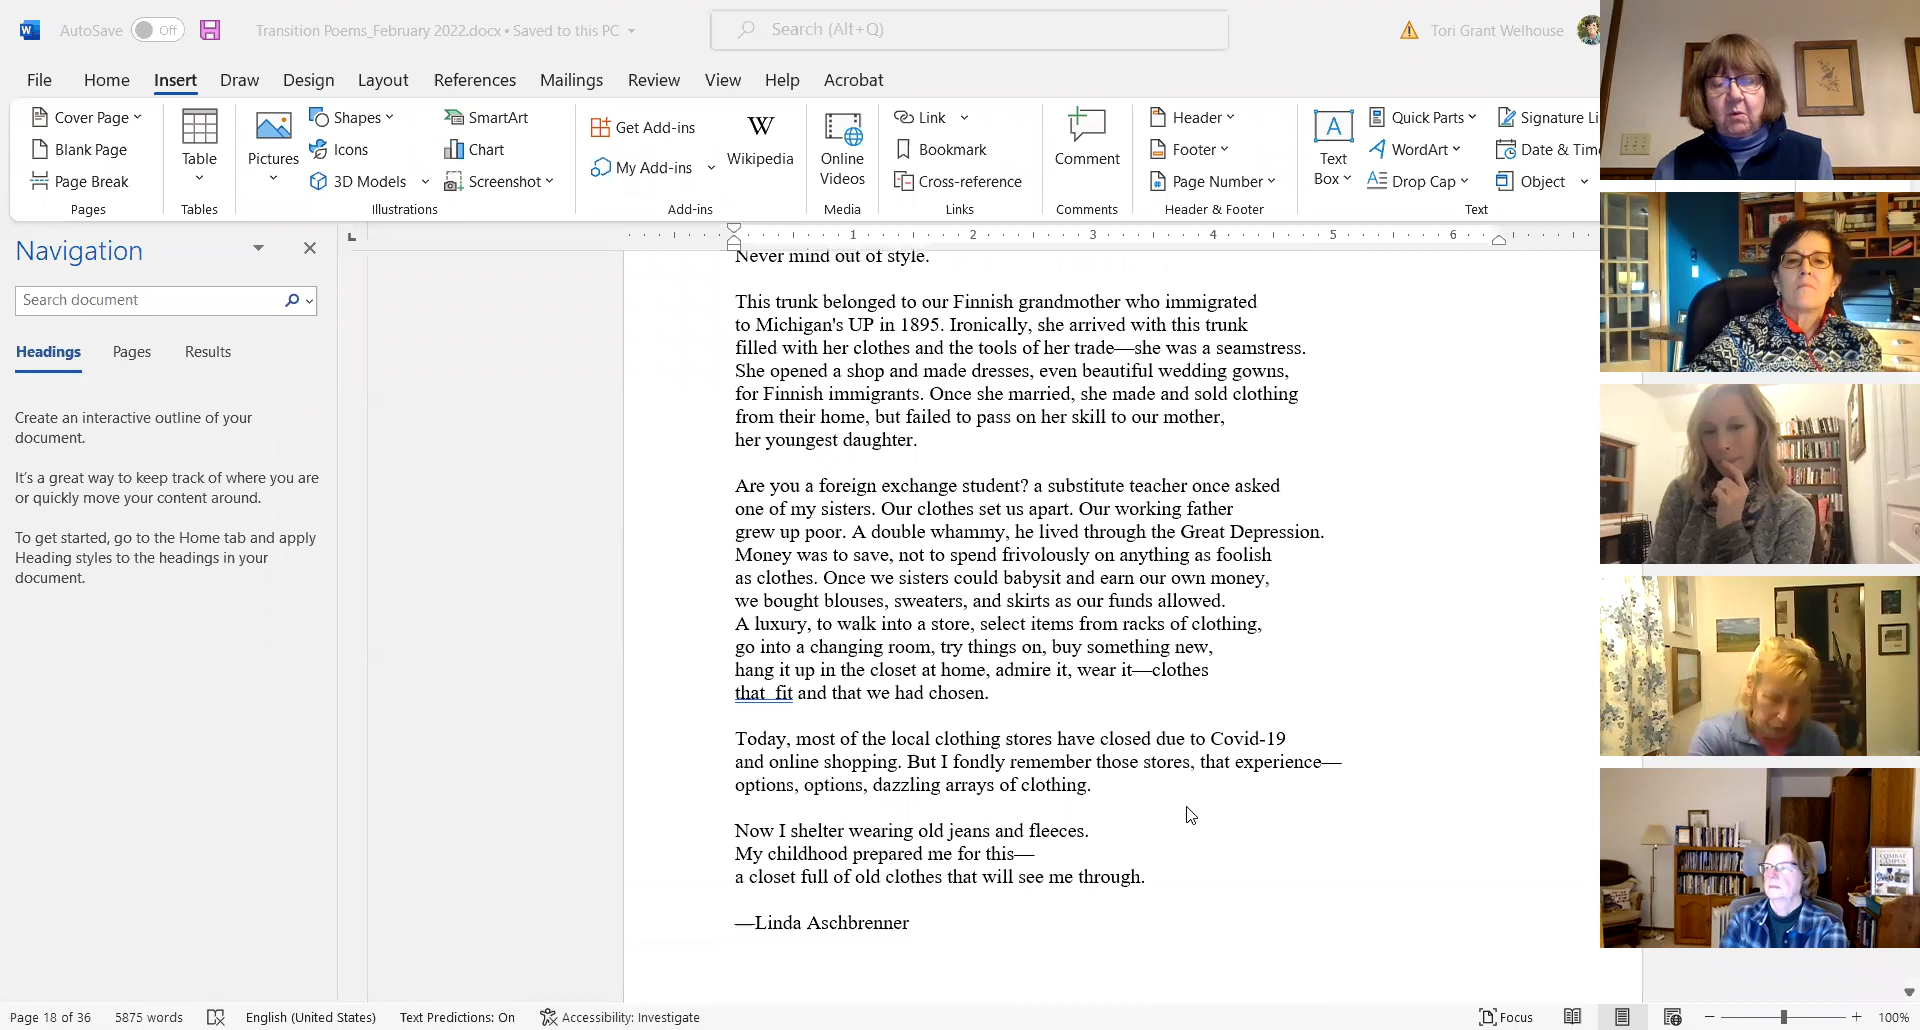 AutoSave Off Transition Poems_February 2022.docx • Saved to this PC Search (Alt+Q) Tori Grant Welhouse
File Home Insert Draw Design Layout References Mailings Review View Help Acrobat
Cover Page
Blank Page
Page Break
Pages
Table
Tables
Pictures
Shapes
Icons
3D Models
SmartArt
Chart
Screenshot
Illustrations
Get Add-ins
My Add-ins
Wikipedia
Add-ins
Online
Videos
Media
Link
Bookmark
Cross-reference
Links
Comment
Comments
Header
Footer
Page Number
Header & Footer
Text
Box
Quick Parts
WordArt
Drop Cap
Signature Li
Date & Time
Object
Text
1 2 3 4 5 6
Navigation
Search document
Headings Pages Results
Create an interactive outline of your
document.
It's a great way to keep track of where you are
or quickly move your content around.
To get started, go to the Home tab and apply
Heading styles to the headings in your
document.
Never mind out of style.
This trunk belonged to our Finnish grandmother who immigrated
to Michigan's UP in 1895. Ironically, she arrived with this trunk
filled with her clothes and the tools of her trade—she was a seamstress.
She opened a shop and made dresses, even beautiful wedding gowns,
for Finnish immigrants. Once she married, she made and sold clothing
from their home, but failed to pass on her skill to our mother,
her youngest daughter.
Are you a foreign exchange student? a substitute teacher once asked
one of my sisters. Our clothes set us apart. Our working father
grew up poor. A double whammy, he lived through the Great Depression.
Money was to save, not to spend frivolously on anything as foolish
as clothes. Once we sisters could babysit and earn our own money,
we bought blouses, sweaters, and skirts as our funds allowed.
A luxury, to walk into a store, select items from racks of clothing,
go into a changing room, try things on, buy something new,
hang it up in the closet at home, admire it, wear it—clothes
that  fit and that we had chosen.
Today, most of the local clothing stores have closed due to Covid-19
and online shopping. But I fondly remember those stores, that experience—
options, options, dazzling arrays of clothing.
Now I shelter wearing old jeans and fleeces.
My childhood prepared me for this—
a closet full of old clothes that will see me through.
—Linda Aschbrenner
COMBAT
CAMPUS
Page 18 of 36 5875 words English (United States) Text Predictions: On Accessibility: Investigate Focus 100%